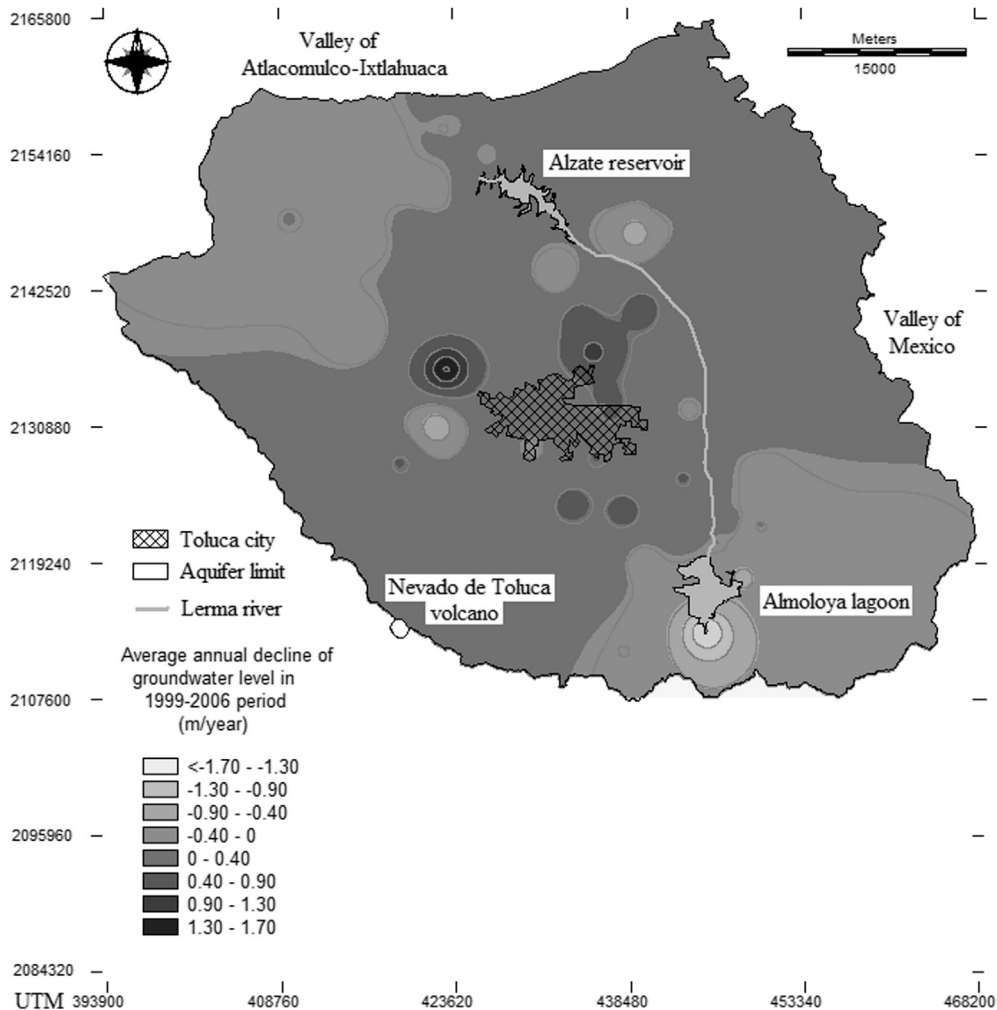 2165800
Valley of
Atlacomulco-Ixtlahuaca
Meters
15000
2154160
Alzate reservoir
2142520
Valley of
Mexico
2130880
Toluca city
2119240
Aquifer limit
Nevado de Toluca
volcano
Almoloya lagoon
Lerma river
Average annual decline of
groundwater level in
1999-2006 period
(m/year)
2107600
<-1.70 - -1.30
-1.30 - -0.90
-0.90 - -0.40
-0.40 - 0
0 - 0.40
0.40 - 0.90
0.90 - 1.30
1.30 - 1.70
2095960
2084320
UTM 393900 408760 423620 438480 453340 468200